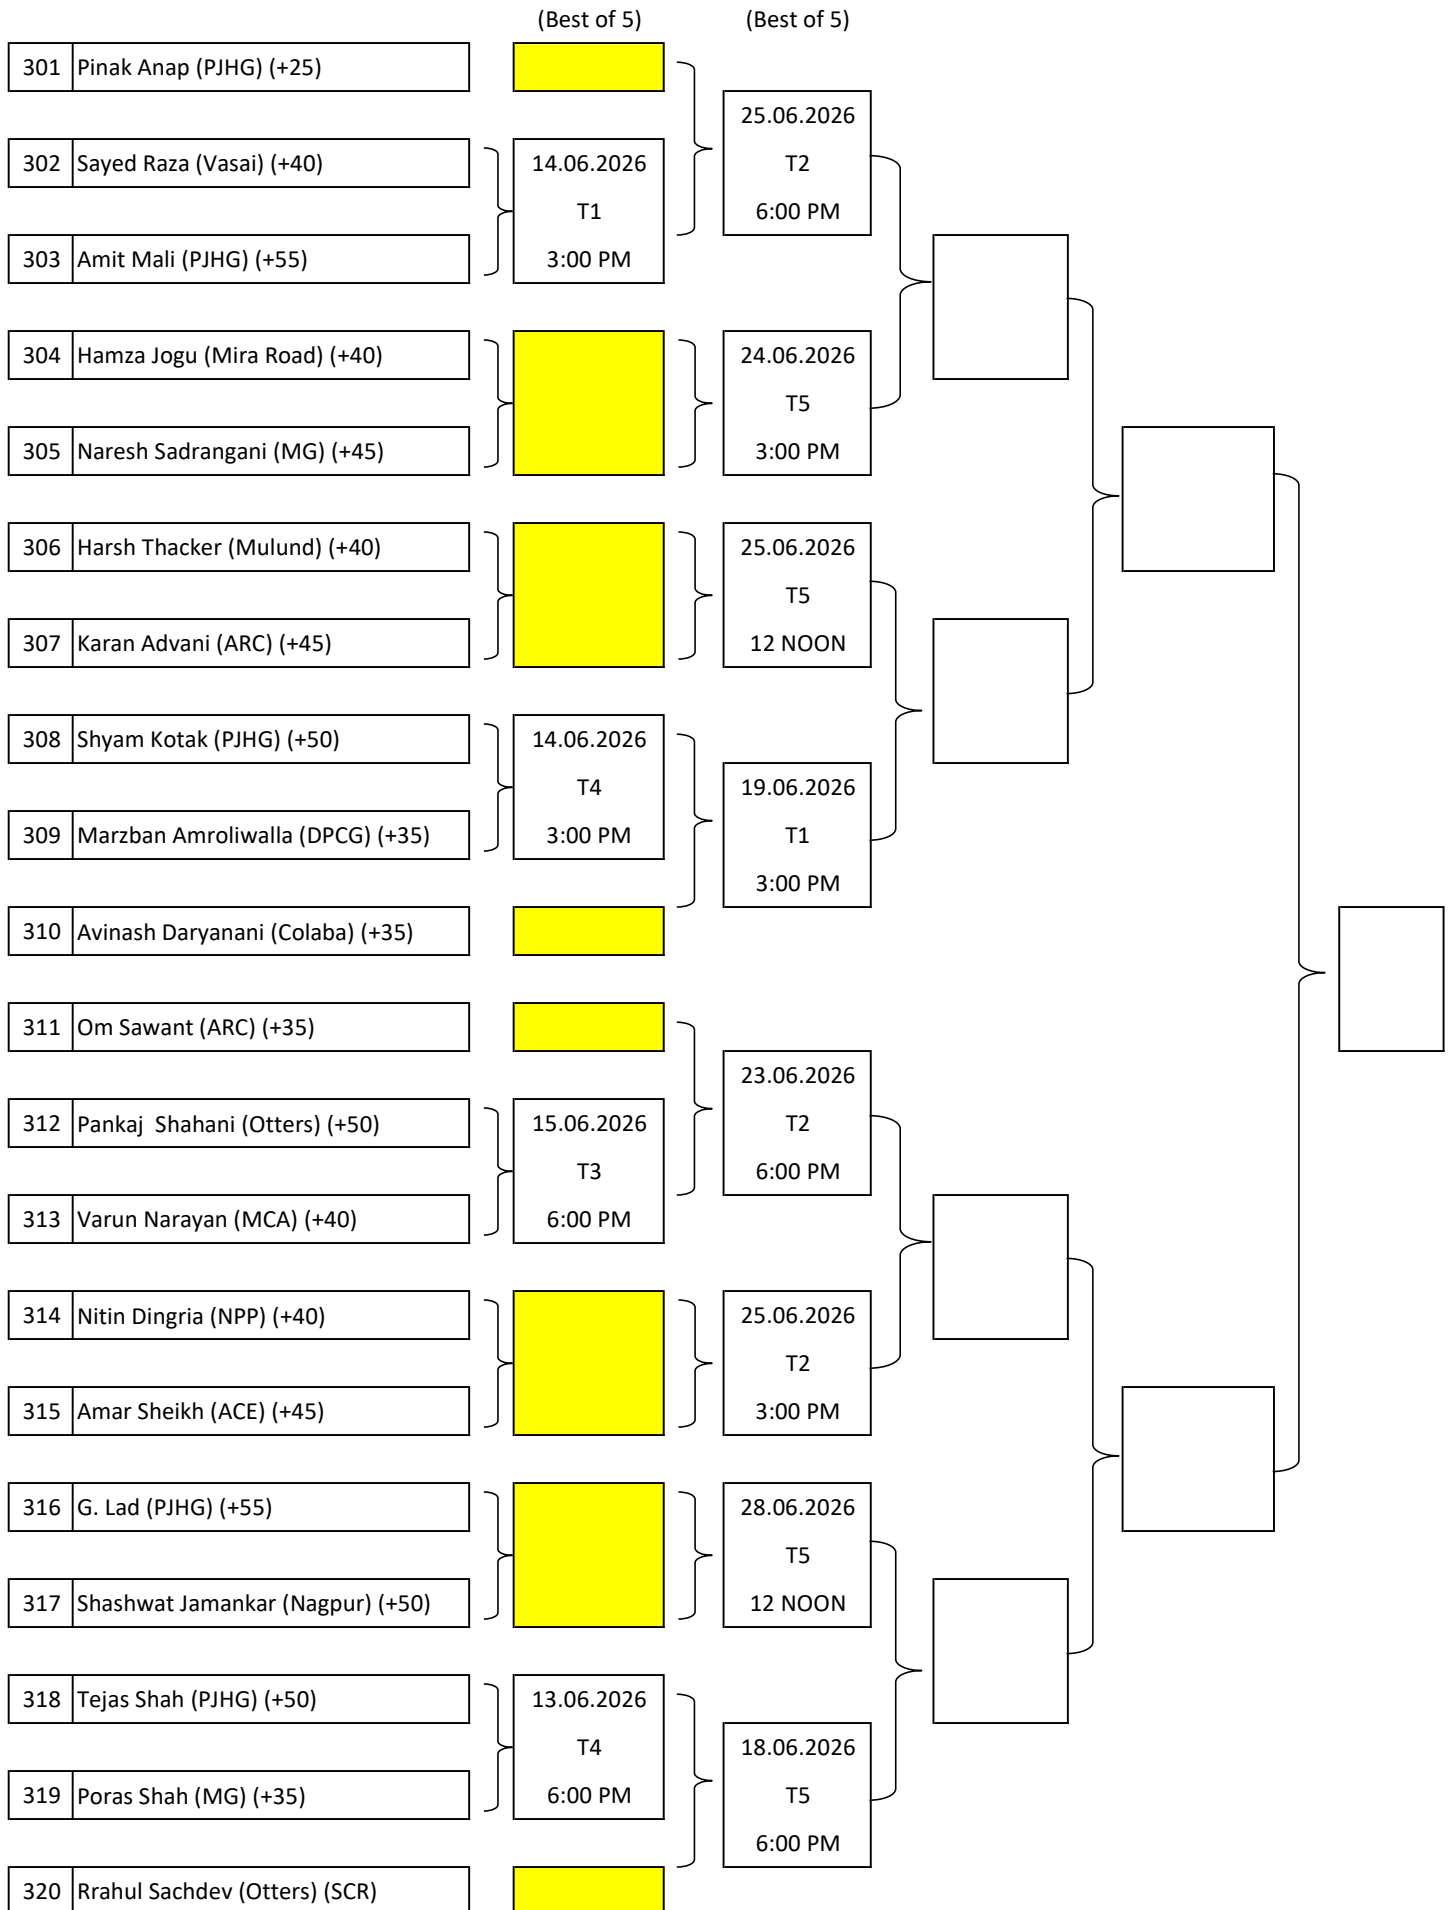 (Best of 5) (Best of 5)
301 Pinak Anap (PJHG) (+25)
25.06.2026
302 Sayed Raza (Vasai) (+40) 14.06.2026 T2
T1 6:00 PM
303 Amit Mali (PJHG) (+55) 3:00 PM
304 Hamza Jogu (Mira Road) (+40) 24.06.2026
T5
305 Naresh Sadrangani (MG) (+45) 3:00 PM
306 Harsh Thacker (Mulund) (+40) 25.06.2026
T5
307 Karan Advani (ARC) (+45) 12 NOON
308 Shyam Kotak (PJHG) (+50) 14.06.2026
T4 19.06.2026
309 Marzban Amroliwalla (DPCG) (+35) 3:00 PM T1
3:00 PM
310 Avinash Daryanani (Colaba) (+35)
311 Om Sawant (ARC) (+35)
23.06.2026
312 Pankaj  Shahani (Otters) (+50) 15.06.2026 T2
T3 6:00 PM
313 Varun Narayan (MCA) (+40) 6:00 PM
314 Nitin Dingria (NPP) (+40) 25.06.2026
T2
315 Amar Sheikh (ACE) (+45) 3:00 PM
316 G. Lad (PJHG) (+55) 28.06.2026
T5
317 Shashwat Jamankar (Nagpur) (+50) 12 NOON
318 Tejas Shah (PJHG) (+50) 13.06.2026
T4 18.06.2026
319 Poras Shah (MG) (+35) 6:00 PM T5
6:00 PM
320 Rrahul Sachdev (Otters) (SCR)